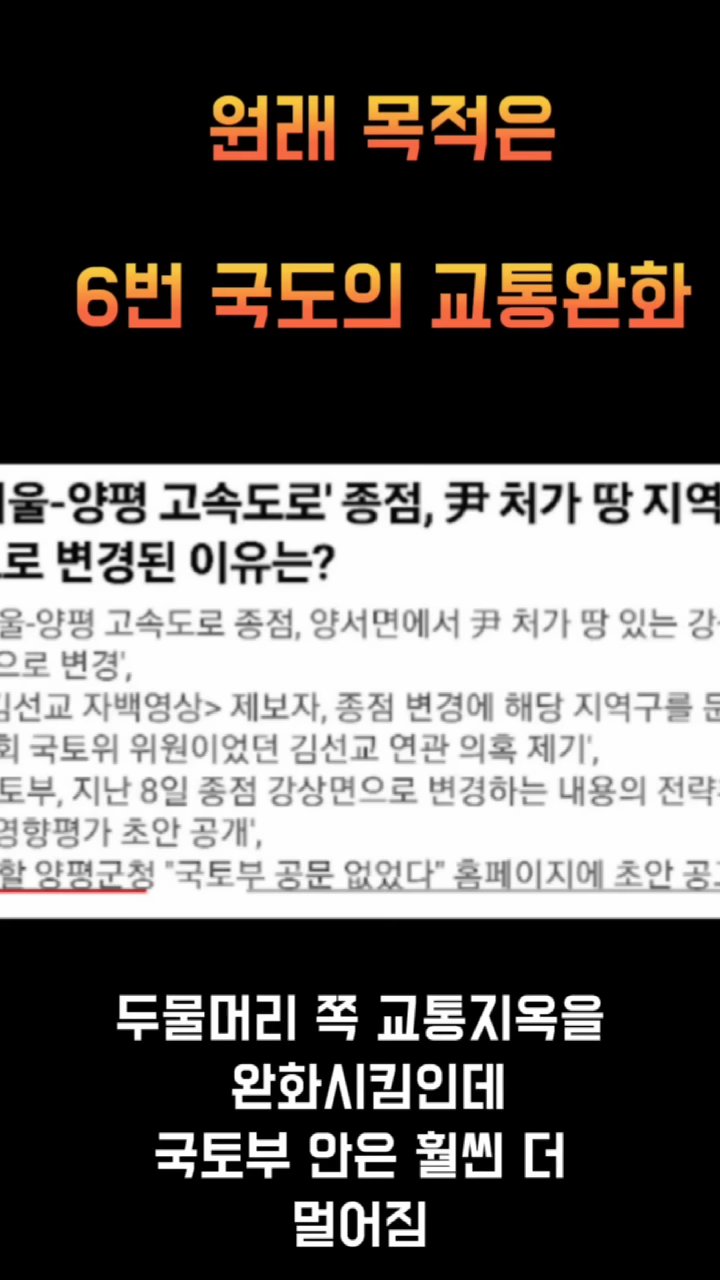 원래 목적은
6번 국도의 교통완화
울-양평 고속도로' 종점, 尹 처가 땅 지역
로 변경된 이유는?
울-양평 고속도로 종점, 양서면에서 尹 처가 땅 있는 강
으로 변경',
김선교 자백영상> 제보자, 종점 변경에 해당 지역구를 둔
회 국토위 위원이었던 김선교 연관 의혹 제기',
토부, 지난 8일 종점 강상면으로 변경하는 내용의 전략
영향평가 초안 공개',
할 양평군청 "국토부 공문 없었다" 홈페이지에 초안 공
두물머리 쪽 교통지옥을
완화시킴인데
국토부 안은 훨씬 더
멀어짐